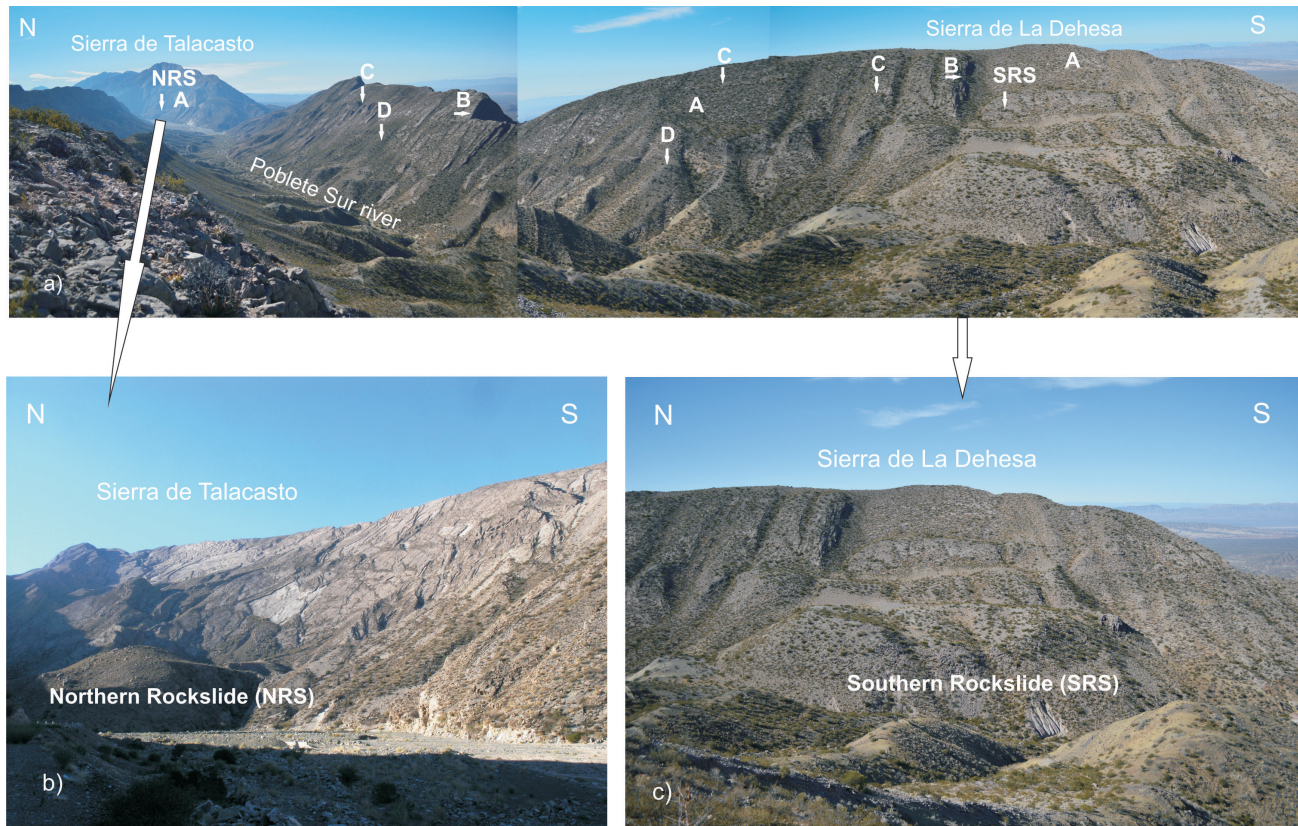 N
Sierra de Talacasto
Sierra de La Dehesa
S
NRS
A
C
D
B
Poblete Sur river
C
A
D
C
B
SRS
A
a)
N
S
Sierra de Talacasto
Northern Rockslide (NRS)
b)
N
S
Sierra de La Dehesa
Southern Rockslide (SRS)
c)